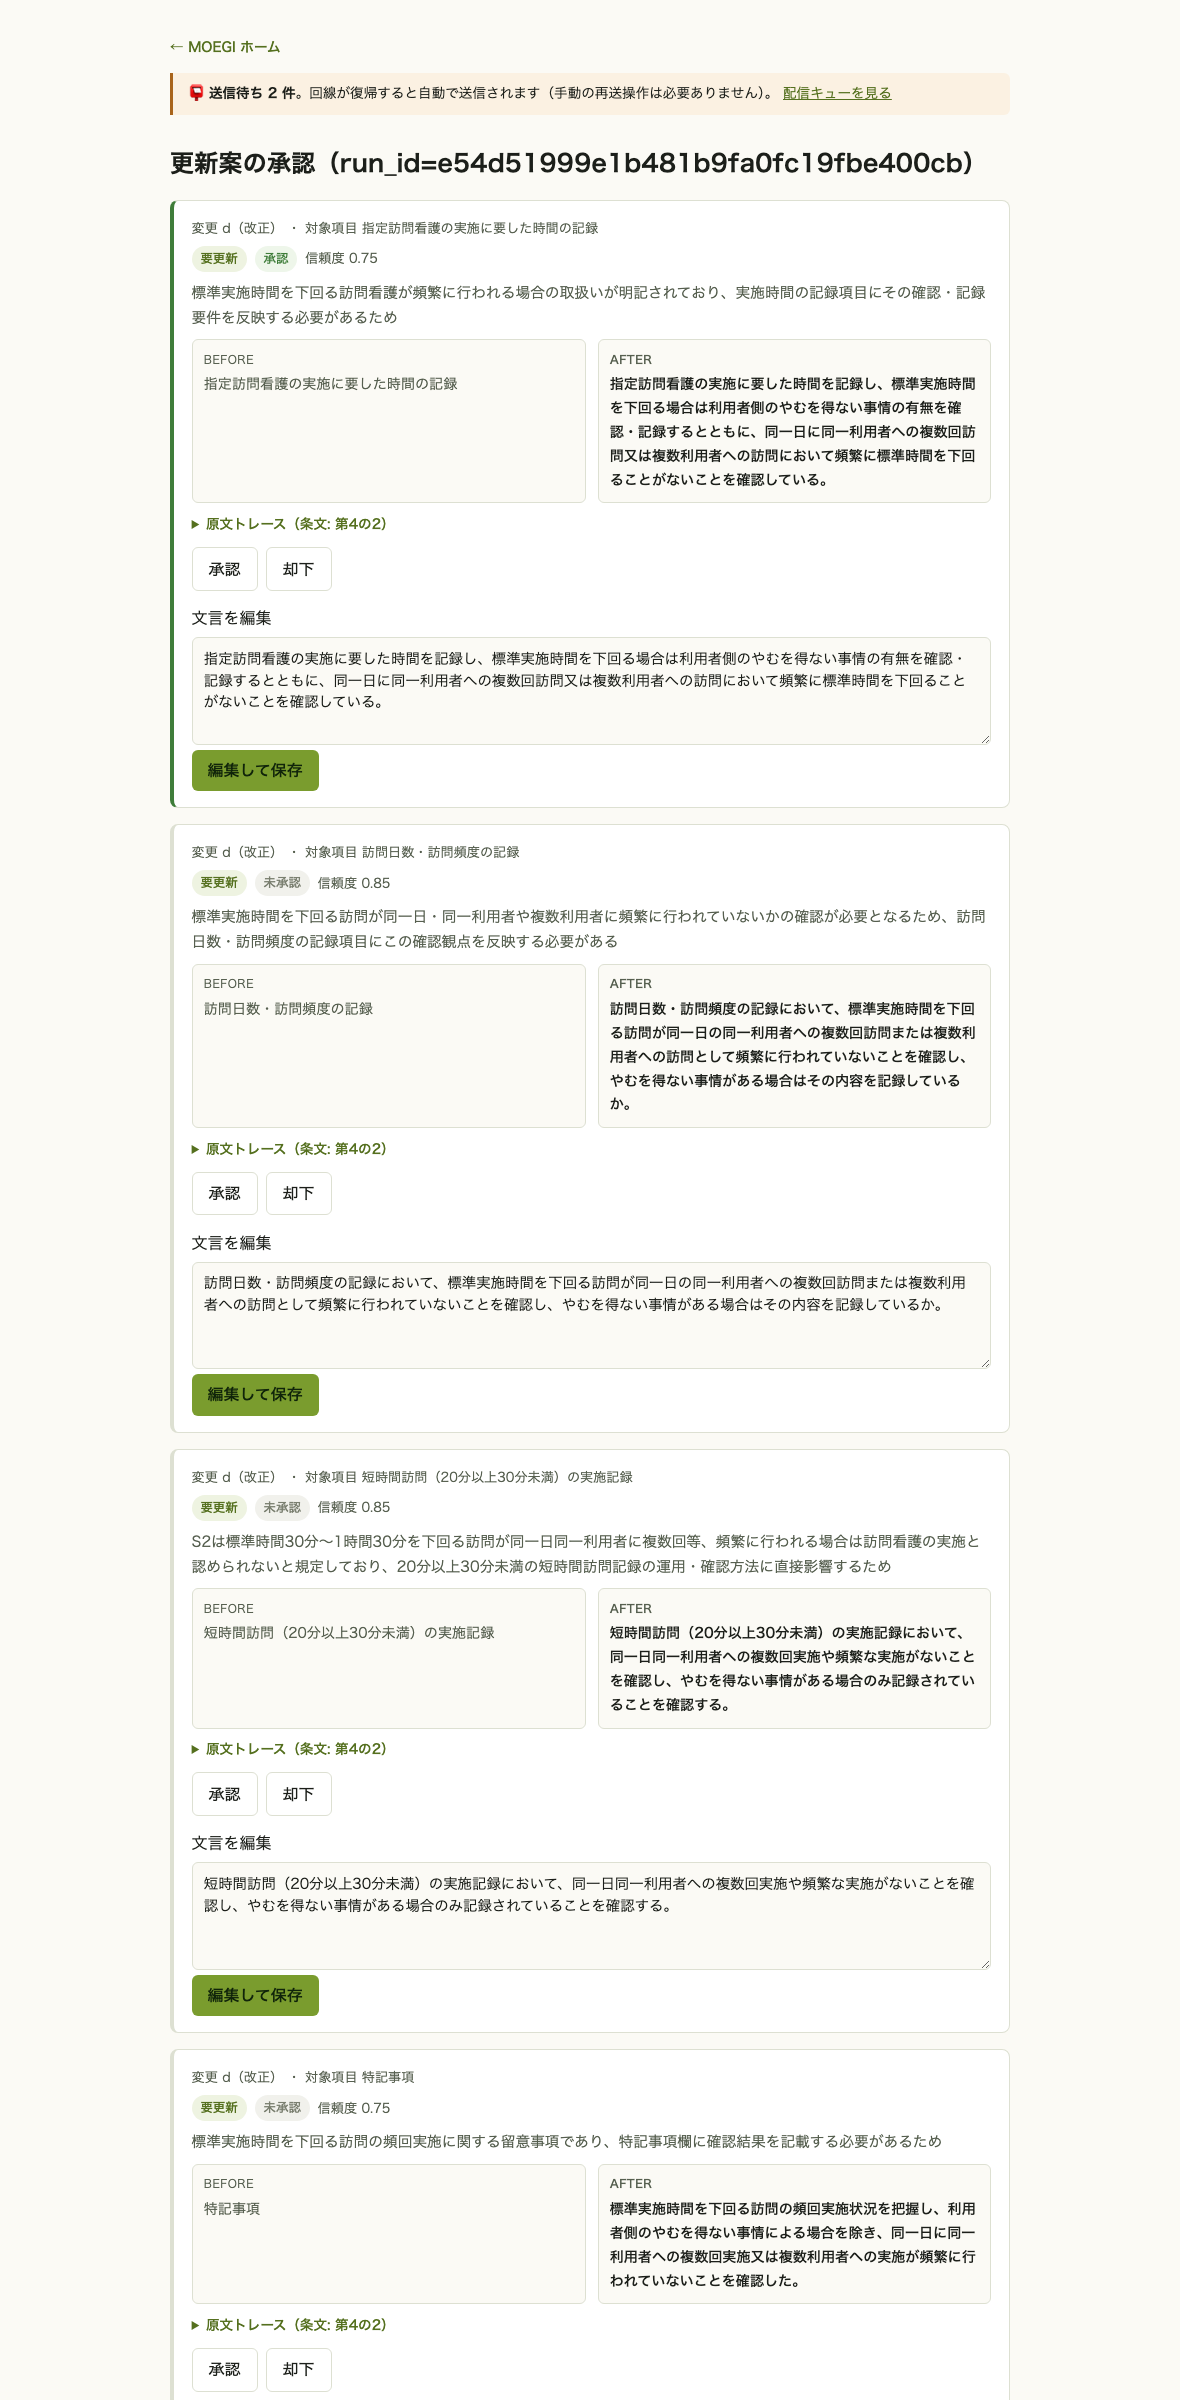 ← MOEGI ホーム
📮 送信待ち 2 件。回線が復帰すると自動で送信されます（手動の再送操作は必要ありません）。 配信キューを見る
更新案の承認（run_id=e54d51999e1b481b9fa0fc19fbe400cb）
変更 d（改正） ・ 対象項目 指定訪問看護の実施に要した時間の記録
要更新 承認 信頼度 0.75
標準実施時間を下回る訪問看護が頻繁に行われる場合の取扱いが明記されており、実施時間の記録項目にその確認・記録
要件を反映する必要があるため
BEFORE
指定訪問看護の実施に要した時間の記録
AFTER
指定訪問看護の実施に要した時間を記録し、標準実施時間
を下回る場合は利用者側のやむを得ない事情の有無を確
認・記録するとともに、同一日に同一利用者への複数回訪
問又は複数利用者への訪問において頻繁に標準時間を下回
ることがないことを確認している。
▶ 原文トレース（条文: 第4の2）
承認 却下
文言を編集
指定訪問看護の実施に要した時間を記録し、標準実施時間を下回る場合は利用者側のやむを得ない事情の有無を確認・
記録するとともに、同一日に同一利用者への複数回訪問又は複数利用者への訪問において頻繁に標準時間を下回ること
がないことを確認している。
編集して保存
変更 d（改正） ・ 対象項目 訪問日数・訪問頻度の記録
要更新 未承認 信頼度 0.85
標準実施時間を下回る訪問が同一日・同一利用者や複数利用者に頻繁に行われていないかの確認が必要となるため、訪問
日数・訪問頻度の記録項目にこの確認観点を反映する必要がある
BEFORE
訪問日数・訪問頻度の記録
AFTER
訪問日数・訪問頻度の記録において、標準実施時間を下回
る訪問が同一日の同一利用者への複数回訪問または複数利
用者への訪問として頻繁に行われていないことを確認し、
やむを得ない事情がある場合はその内容を記録している
か。
▶ 原文トレース（条文: 第4の2）
承認 却下
文言を編集
訪問日数・訪問頻度の記録において、標準実施時間を下回る訪問が同一日の同一利用者への複数回訪問または複数利用
者への訪問として頻繁に行われていないことを確認し、やむを得ない事情がある場合はその内容を記録しているか。
編集して保存
変更 d（改正） ・ 対象項目 短時間訪問（20分以上30分未満）の実施記録
要更新 未承認 信頼度 0.85
S2は標準時間30分〜1時間30分を下回る訪問が同一日同一利用者に複数回等、頻繁に行われる場合は訪問看護の実施と
認められないと規定しており、20分以上30分未満の短時間訪問記録の運用・確認方法に直接影響するため
BEFORE
短時間訪問（20分以上30分未満）の実施記録
AFTER
短時間訪問（20分以上30分未満）の実施記録において、
同一日同一利用者への複数回実施や頻繁な実施がないこと
を確認し、やむを得ない事情がある場合のみ記録されてい
ることを確認する。
▶ 原文トレース（条文: 第4の2）
承認 却下
文言を編集
短時間訪問（20分以上30分未満）の実施記録において、同一日同一利用者への複数回実施や頻繁な実施がないことを確
認し、やむを得ない事情がある場合のみ記録されていることを確認する。
編集して保存
変更 d（改正） ・ 対象項目 特記事項
要更新 未承認 信頼度 0.75
標準実施時間を下回る訪問の頻回実施に関する留意事項であり、特記事項欄に確認結果を記載する必要があるため
BEFORE
特記事項
AFTER
標準実施時間を下回る訪問の頻回実施状況を把握し、利用
者側のやむを得ない事情による場合を除き、同一日に同一
利用者への複数回実施又は複数利用者への実施が頻繁に行
われていないことを確認した。
▶ 原文トレース（条文: 第4の2）
承認 却下